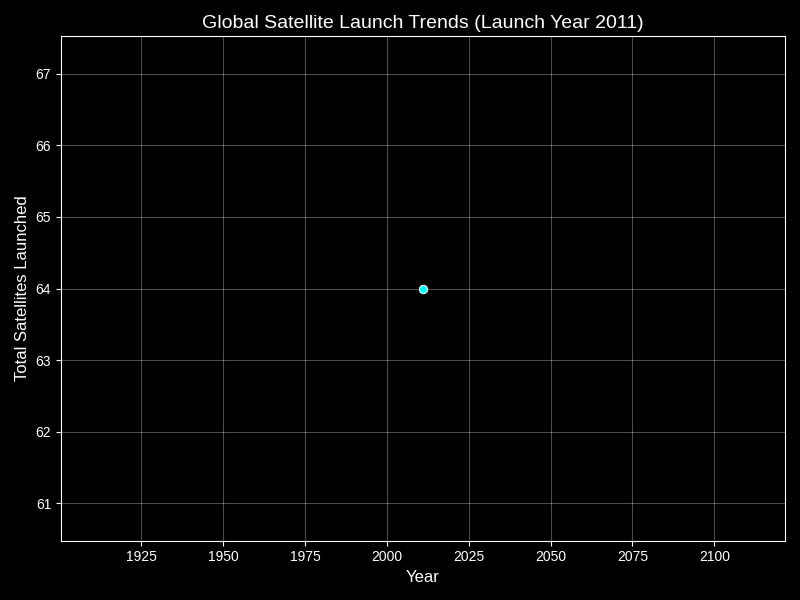 Global Satellite Launch Trends (Launch Year 2011)
Total Satellites Launched
67
66
65
64
63
62
61
1925 1950 1975 2000 2025 2050 2075 2100
Year